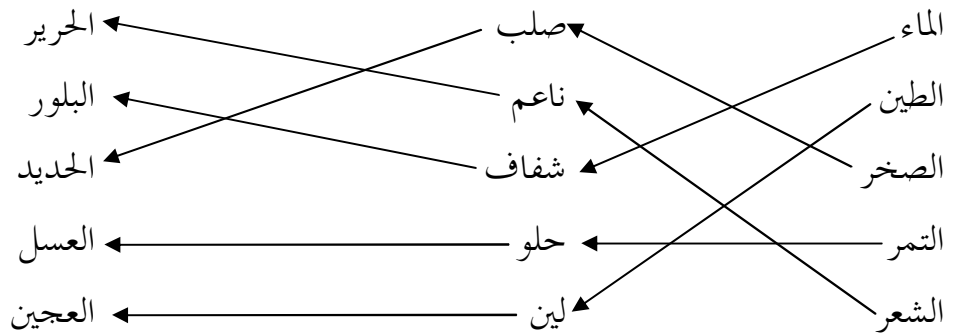 الماء صلب الحرير
الطين ناعم البلور
الصخر شفاف الحديد
التمر حلو العسل
الشعر لين العجين